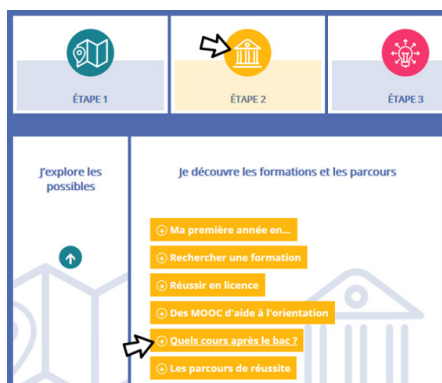 ÉTAPE 1
ÉTAPE 2
ÉTAPE 3
J'explore les
possibles
Je découvre les formations et les parcours
Ma première année en...
Rechercher une formation
Réussir en licence
Des MOOC d'aide à l'orientation
Quels cours après le bac ?
Les parcours de réussite